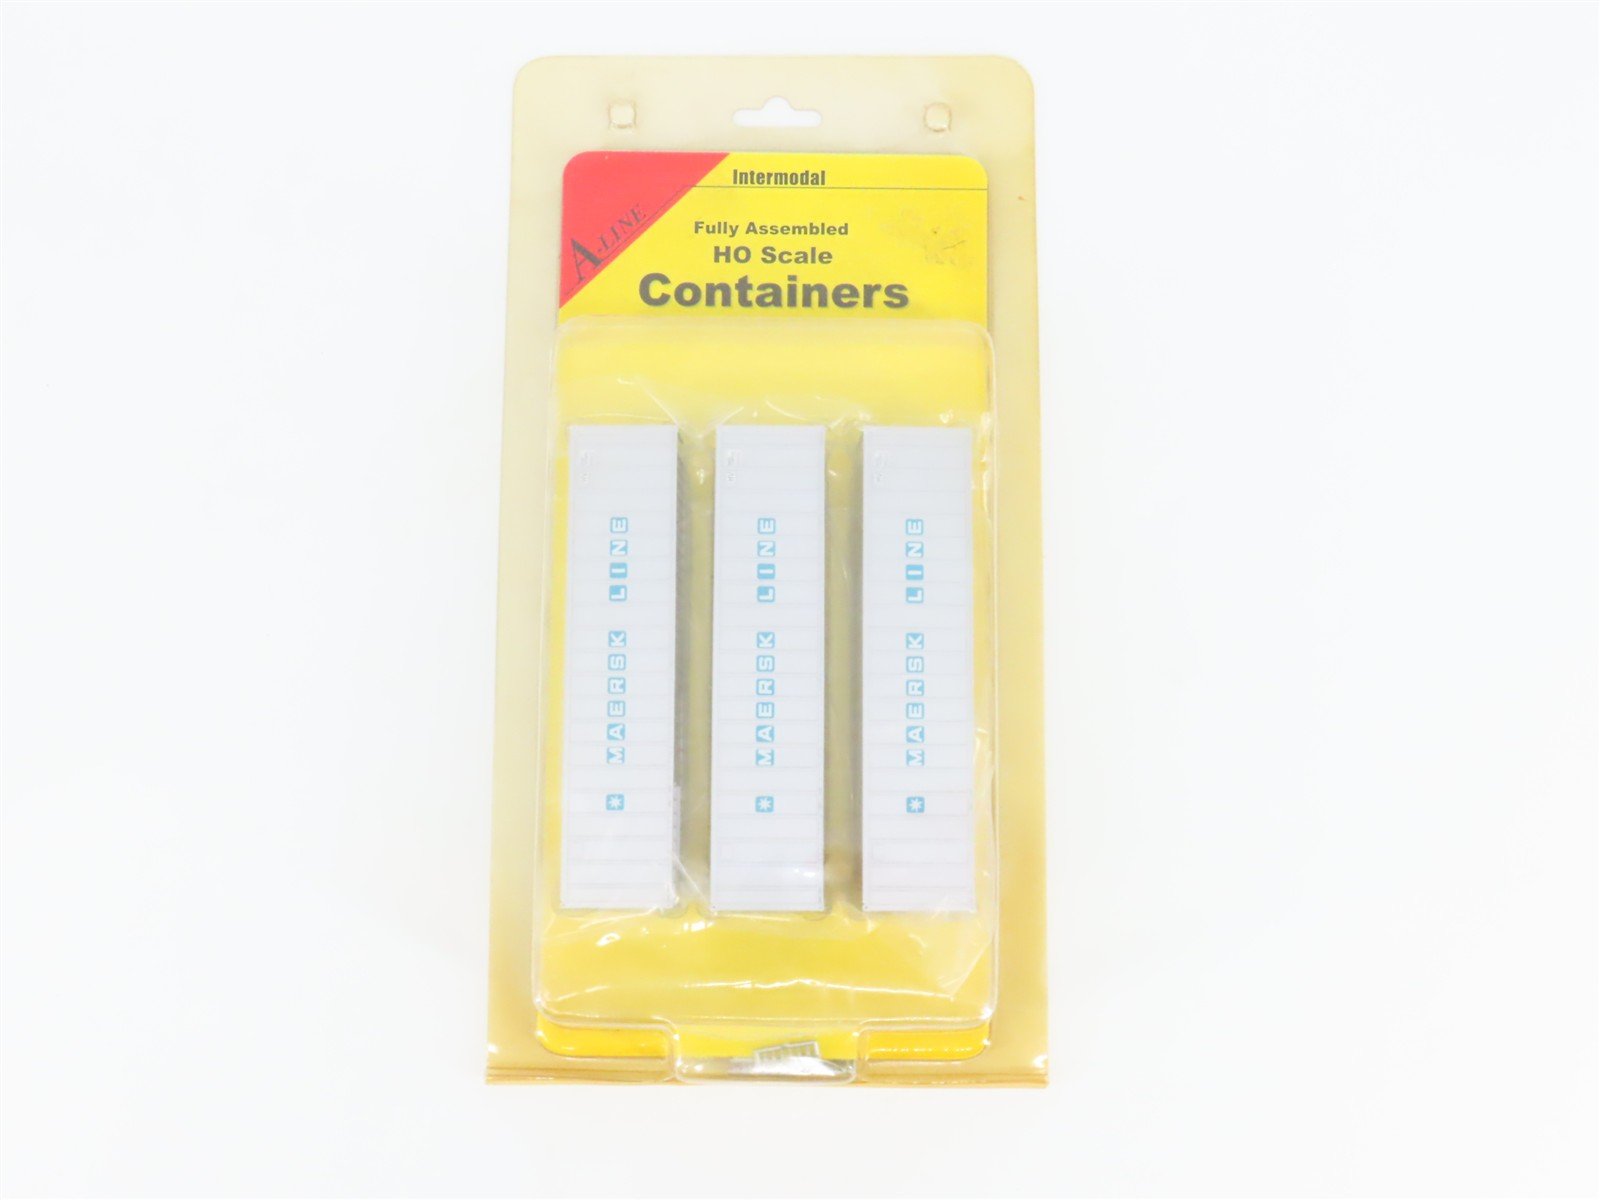 Intermodal
A-LINE
Fully Assembled
HO Scale
Containers
MAERSK LINE
MAERSK LINE
MAERSK LINE